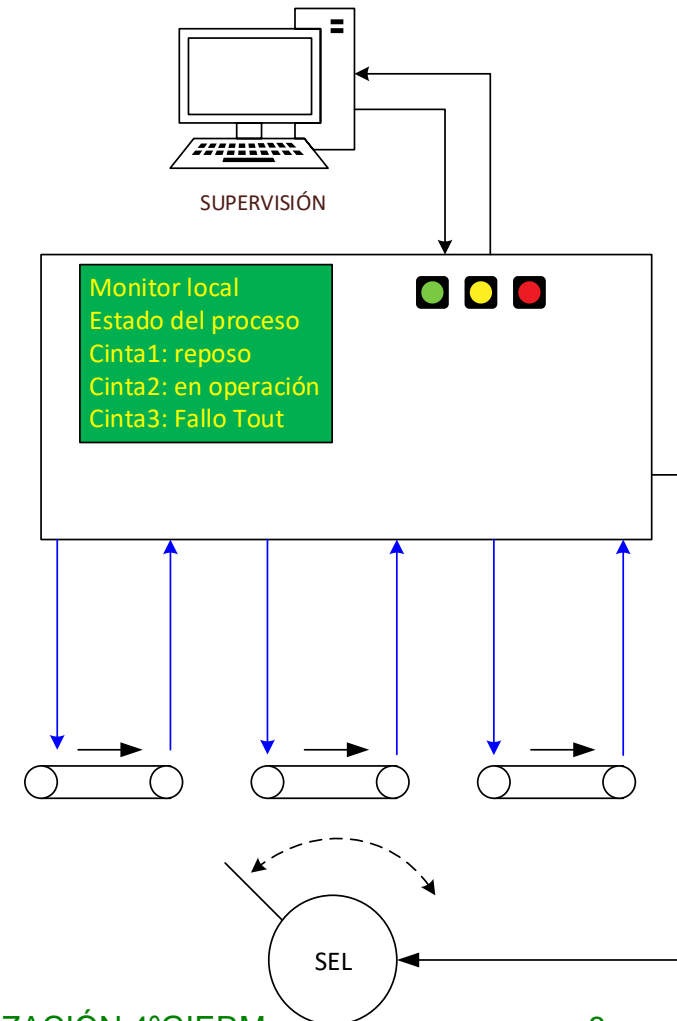 SUPERVISIÓN
Monitor local
Estado del proceso
Cinta1: reposo
Cinta2: en operación
Cinta3: Fallo Tout
SEL